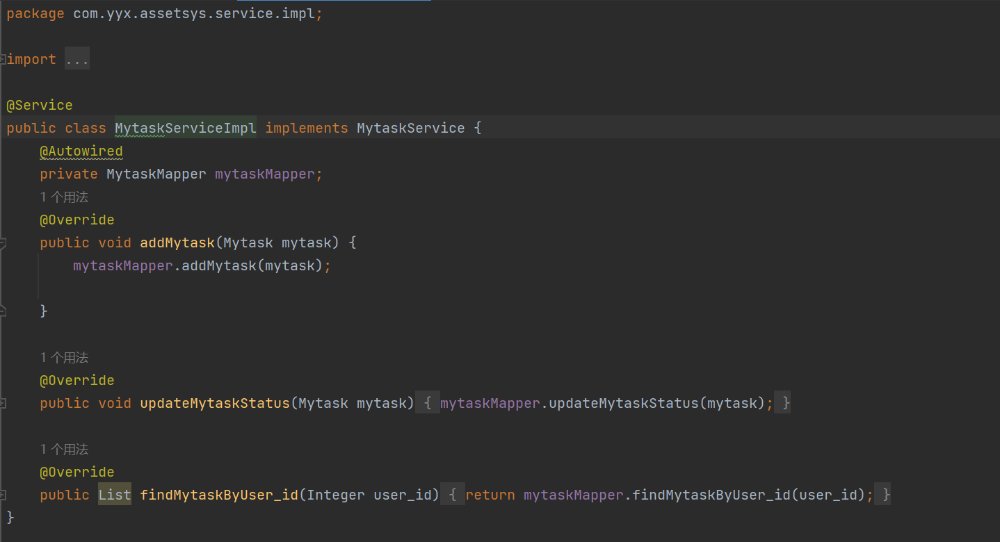 package com.yyx.assetsys.service.impl;
import ...
@Service
public class MytaskServiceImpl implements MytaskService {
@Autowired
private MytaskMapper mytaskMapper;
1 个用法
@Override
public void addMytask(Mytask mytask) {
mytaskMapper.addMytask(mytask);
}
1 个用法
@Override
public void updateMytaskStatus(Mytask mytask) { mytaskMapper.updateMytaskStatus(mytask); }
1 个用法
@Override
public List findMytaskByUser_id(Integer user_id) { return mytaskMapper.findMytaskByUser_id(user_id); }
}